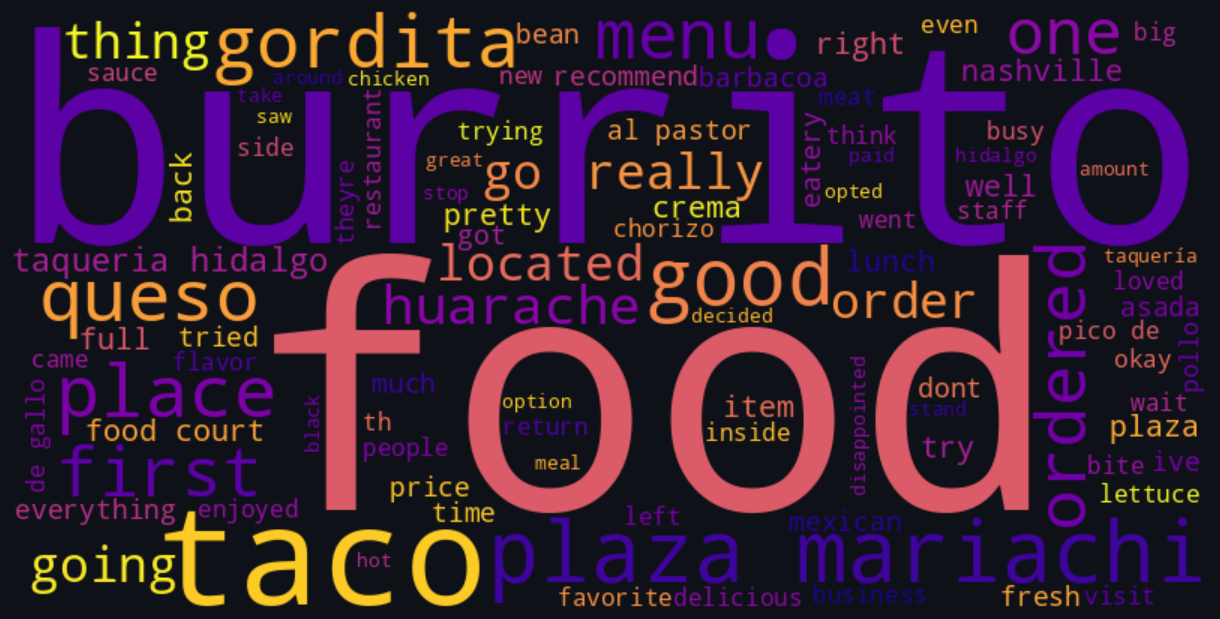 thing gordita bean menu right even one big
sauce around chicken new recommend barbacoa nashville
burrito
take saw side back theyre restaurant
trying al pastor meat think busy
great go really eatery paid hidalgo amount
stop pretty crema opted well
got chorizo went staff
taqueria hidalgo located good lunch ordered taquería
queso huarache decided order loved asada
full tried pico de
came flavor okay pollo
food
place much black option item dont wait
de gallo food court th return inside disappointed stand plaza
first people meal try bite ive
everything enjoyed price time lettuce
going taco hot left plaza mariachi mexican
favorite delicious business fresh visit